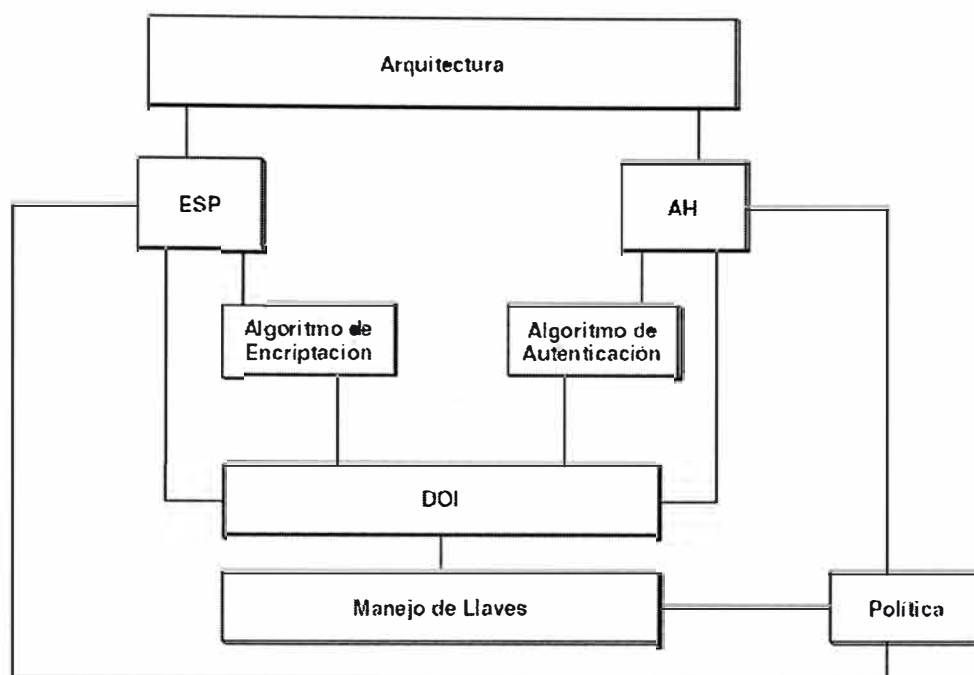 Arquitectura
ESP
AH
Algoritmo de
Encriptacion
Algoritmo de
Autenticación
DOI
Manejo de Llaves
Política